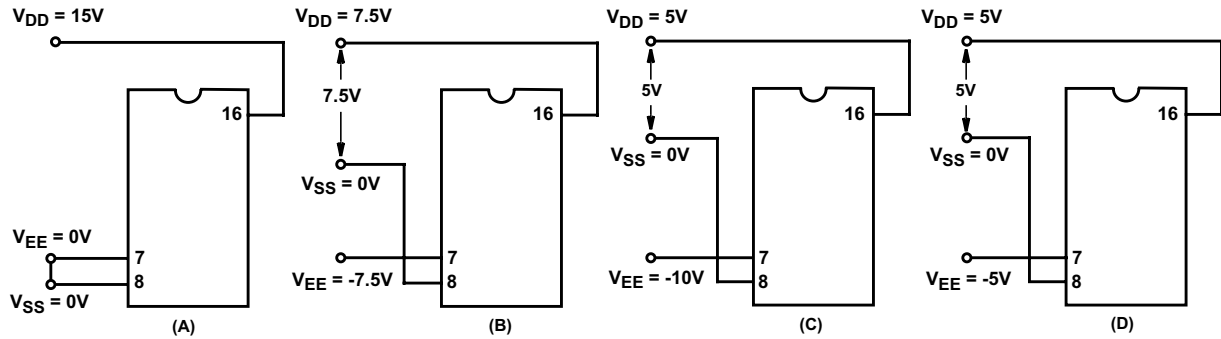 VDD = 15V
16
VEE = 0V
7
8
VSS = 0V
(A)
VDD = 7.5V
7.5V
16
VSS = 0V
7
VEE = -7.5V
8
(B)
VDD = 5V
5V
16
VSS = 0V
7
VEE = -10V
8
(C)
VDD = 5V
5V
16
VSS = 0V
7
VEE = -5V
8
(D)